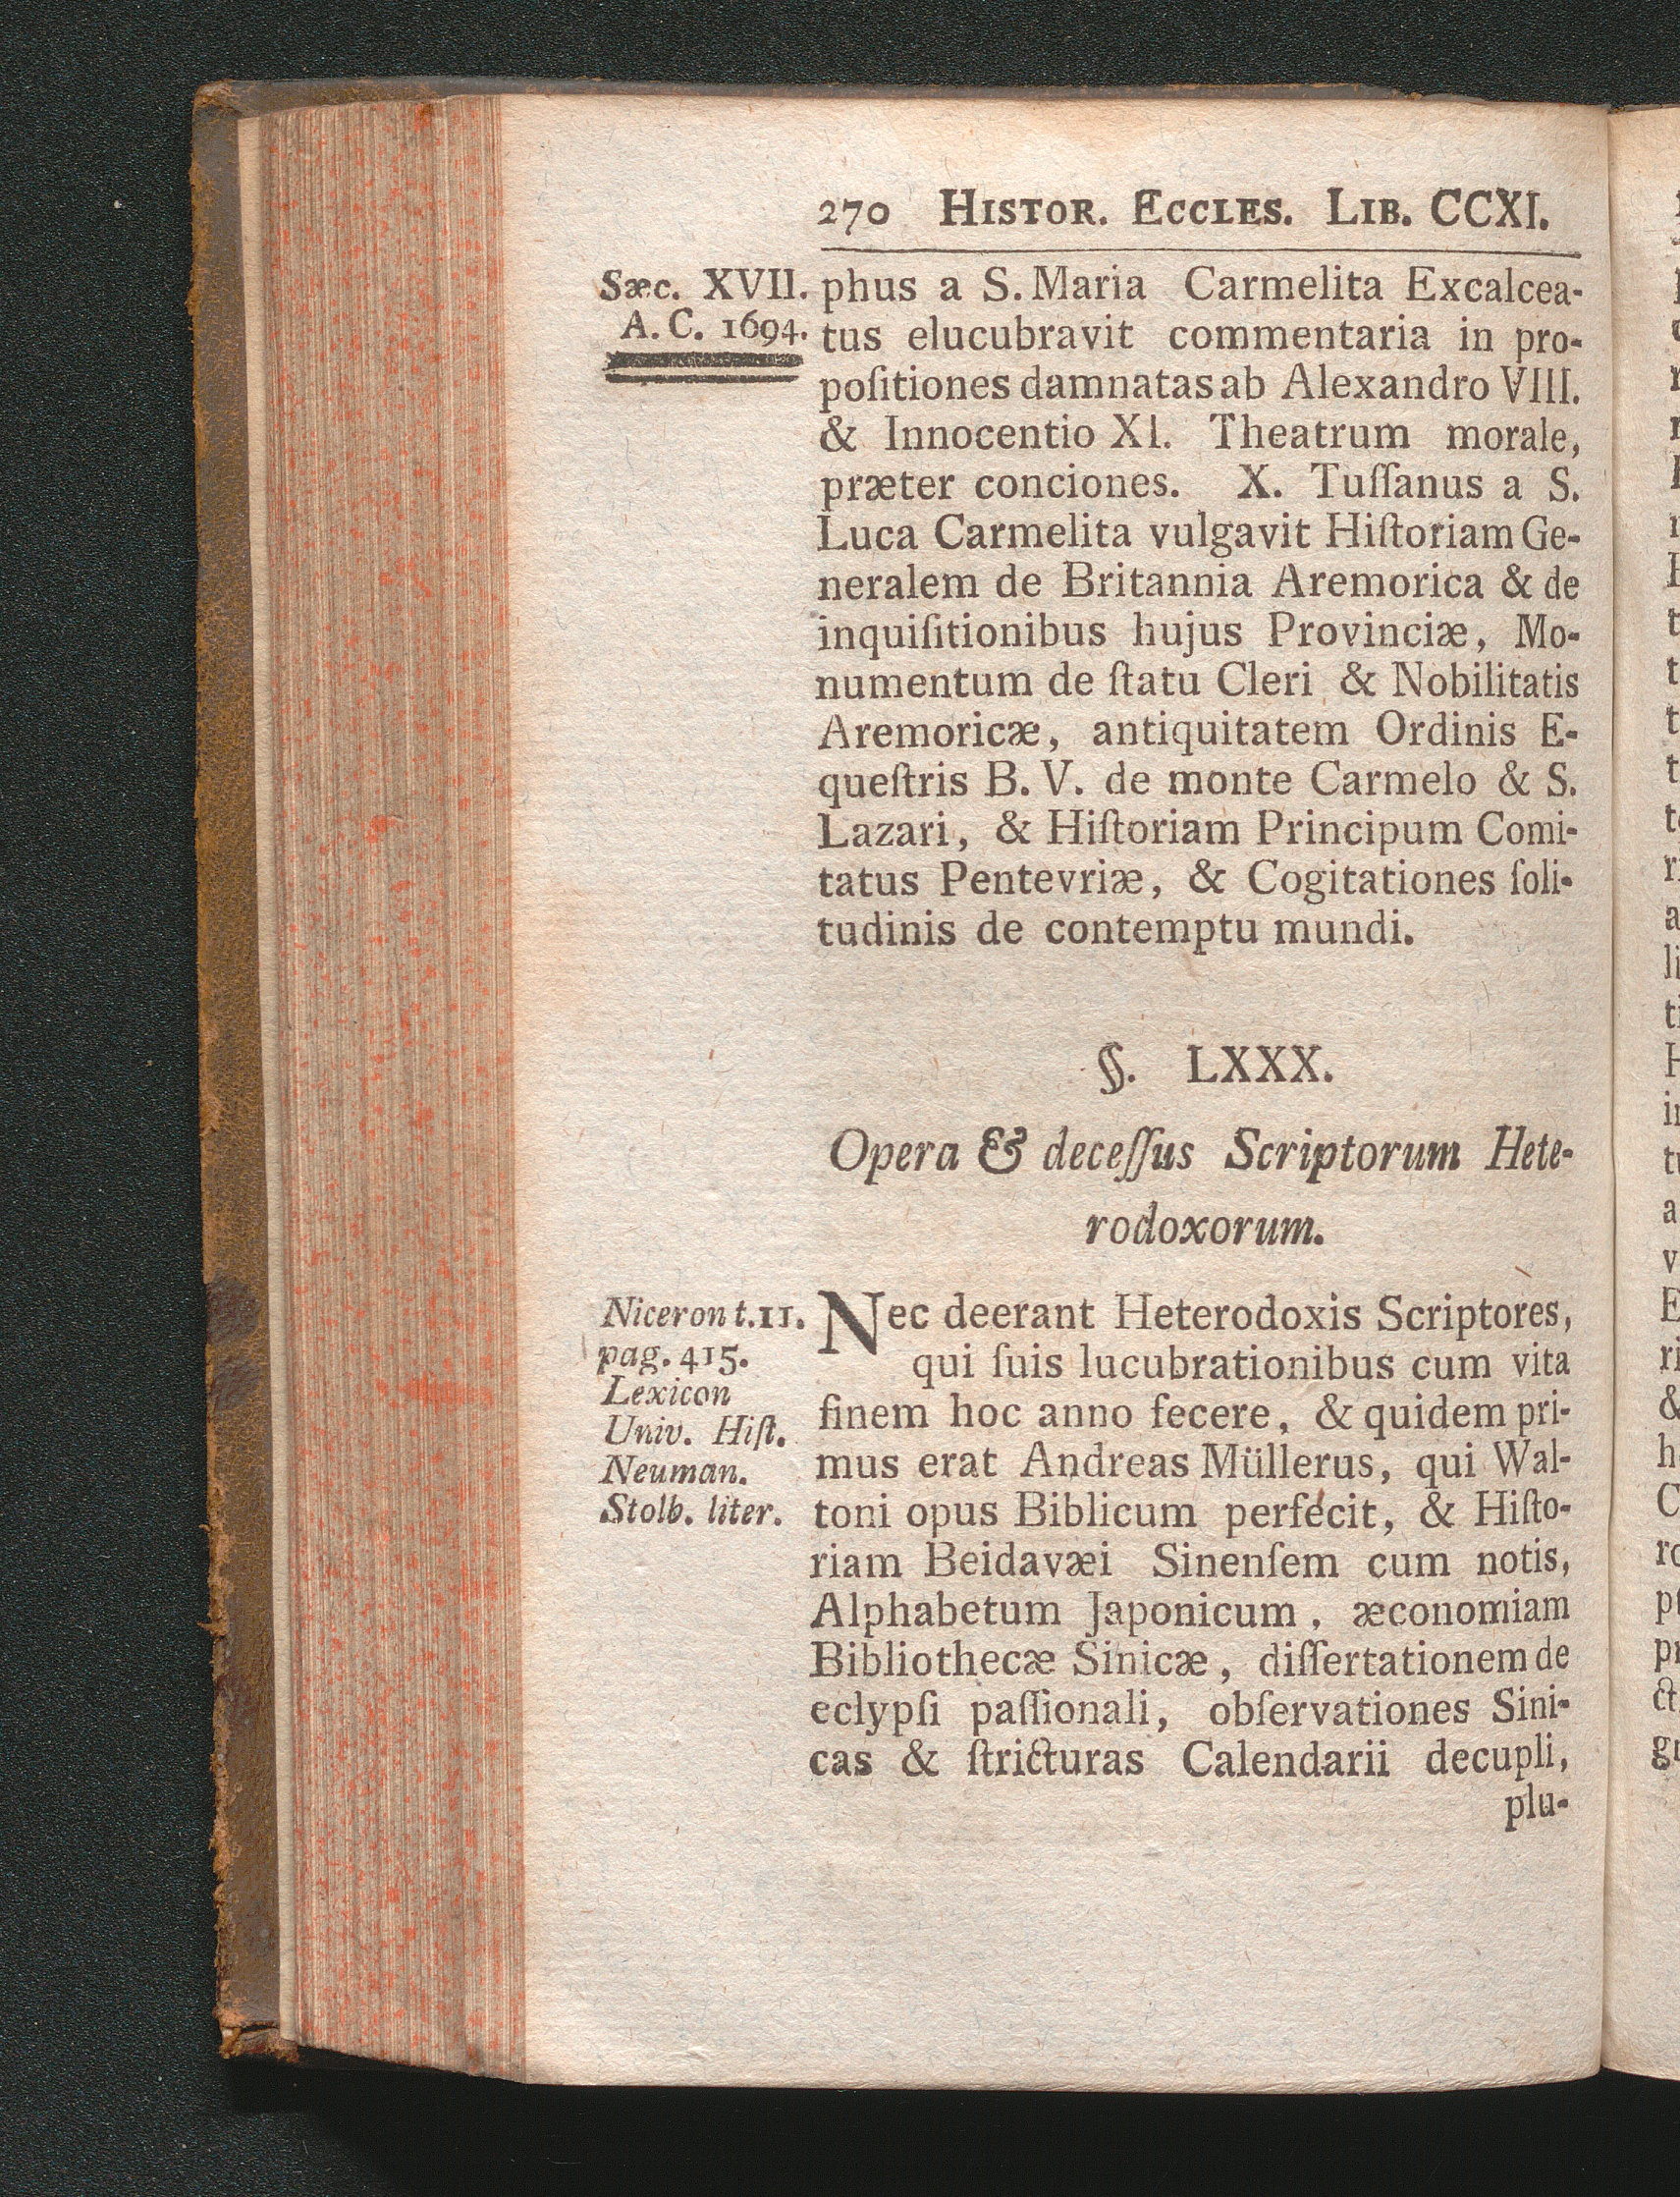 270 HISTOR. ECCLES. LIB. CCXI.
Sæc. XVII.
A. C. 1694.
phus a S. Maria Carmelita Excalcea-
tus elucubravit commentaria in pro-
poſitiones damnatas ab Alexandro VIII.
& Innocentio XI. Theatrum morale,
præter conciones. X. Tuſſanus a S.
Luca Carmelita vulgavit Hiſtoriam Ge-
neralem de Britannia Aremorica & de
inquiſitionibus hujus Provinciæ, Mo-
numentum de ſtatu Cleri & Nobilitatis
Aremoricæ, antiquitatem Ordinis E-
queſtris B. V. de monte Carmelo & S.
Lazari, & Hiſtoriam Principum Comi-
tatus Pentevriæ, & Cogitationes ſoli-
tudinis de contemptu mundi.
§. LXXX.
Opera & deceſſus Scriptorum Hete-
rodoxorum.
Niceron t. 11.
pag. 415.
Lexicon
Univ. Hiſt.
Neuman.
Stolb. liter.
Nec deerant Heterodoxis Scriptores,
qui ſuis lucubrationibus cum vita
finem hoc anno fecere, & quidem pri-
mus erat Andreas Müllerus, qui Wal-
toni opus Biblicum perfecit, & Hiſto-
riam Beidavæi Sinenſem cum notis,
Alphabetum Japonicum, æconomiam
Bibliothecæ Sinicæ, diſſertationem de
eclypſi paſſionali, obſervationes Sini-
cas & ſtricturas Calendarii decupli,
plu-